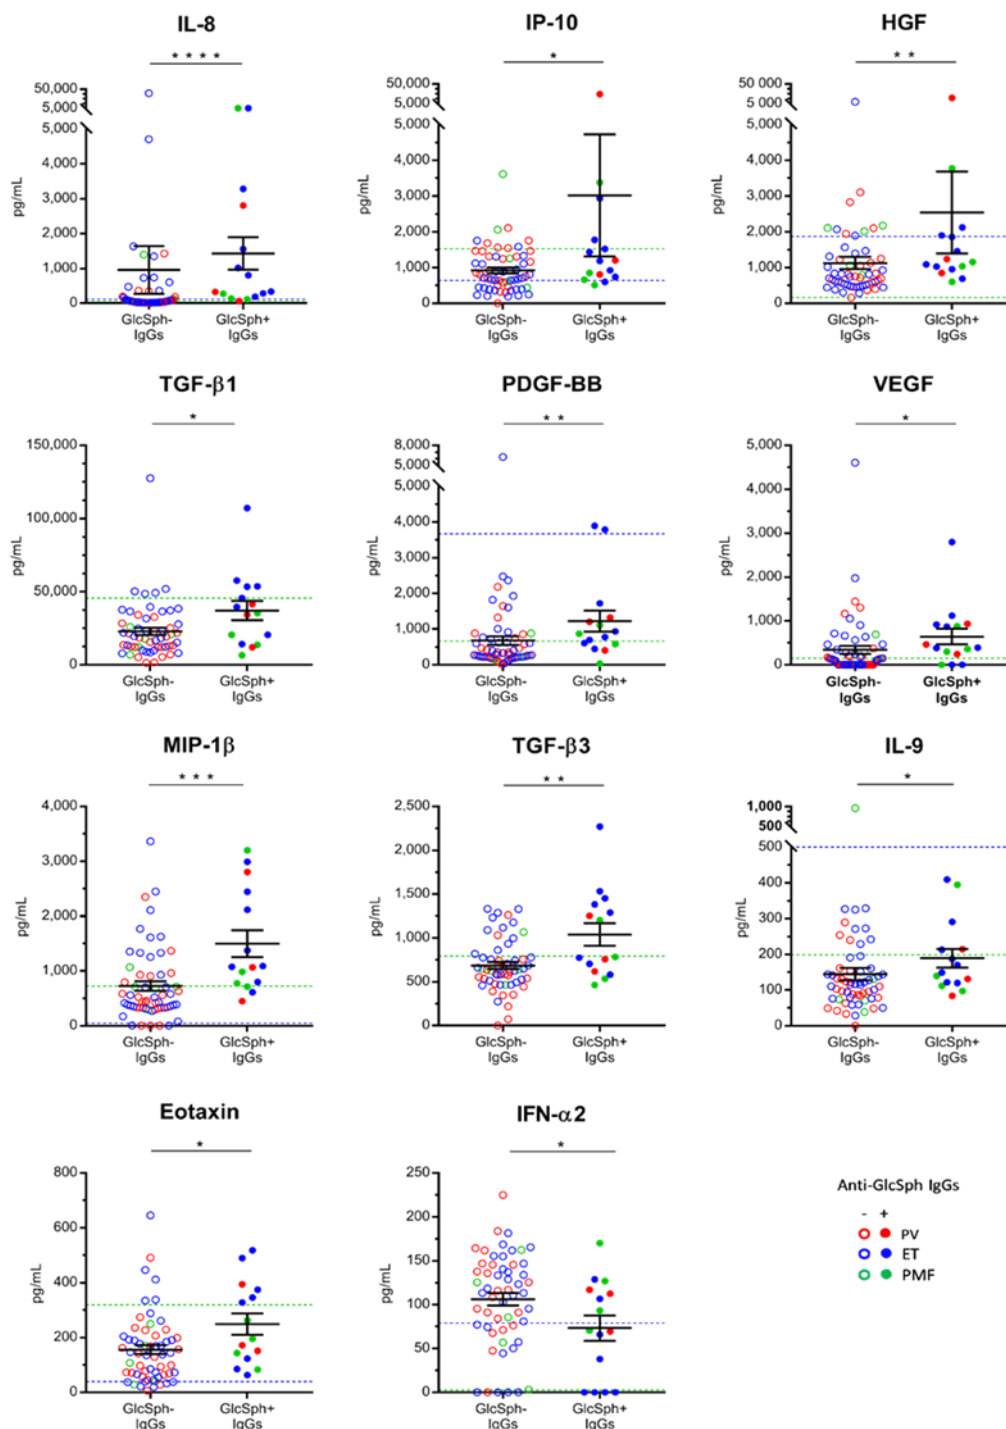 IL-8
IP-10
HGF
* * * *
*
* *
50,000
5,000
5,000
4,000
3,000
2,000
1,000
0
pg/mL
GlcSph-
IgGs
GlcSph+
IgGs
50,000
5,000
5,000
4,000
3,000
2,000
1,000
0
pg/mL
GlcSph-
IgGs
GlcSph+
IgGs
50,000
5 000
5,000
4,000
3,000
2,000
1,000
0
pg/mL
GlcSph-
IgGs
GlcSph+
IgGs
TGF-β1
PDGF-BB
VEGF
*
* *
*
150,000
100,000
50,000
0
pg/mL
GlcSph-
IgGs
GlcSph+
IgGs
8,000
5,000
5,000
4,000
3,000
2,000
1,000
0
pg/mL
GlcSph-
IgGs
GlcSph+
IgGs
5,000
4,000
3,000
2,000
1,000
0
pg/mL
GlcSph-
IgGs
GlcSph+
IgGs
MIP-1β
TGF-β3
IL-9
* * *
* *
*
4,000
3,000
2,000
1,000
0
pg/mL
GlcSph-
IgGs
GlcSph+
IgGs
2,500
2,000
1,500
1,000
500
0
pg/mL
GlcSph-
IgGs
GlcSph+
IgGs
1,000
500
500
300
200
100
0
pg/mL
GlcSph-
IgGs
GlcSph+
IgGs
Eotaxin
IFN-α2
*
*
800
600
400
200
0
pg/mL
GlcSph-
IgGs
GlcSph+
IgGs
250
200
150
100
50
0
pg/mL
GlcSph-
IgGs
GlcSph+
IgGs
Anti-GlcSph IgGs
- +
PV
ET
PMF